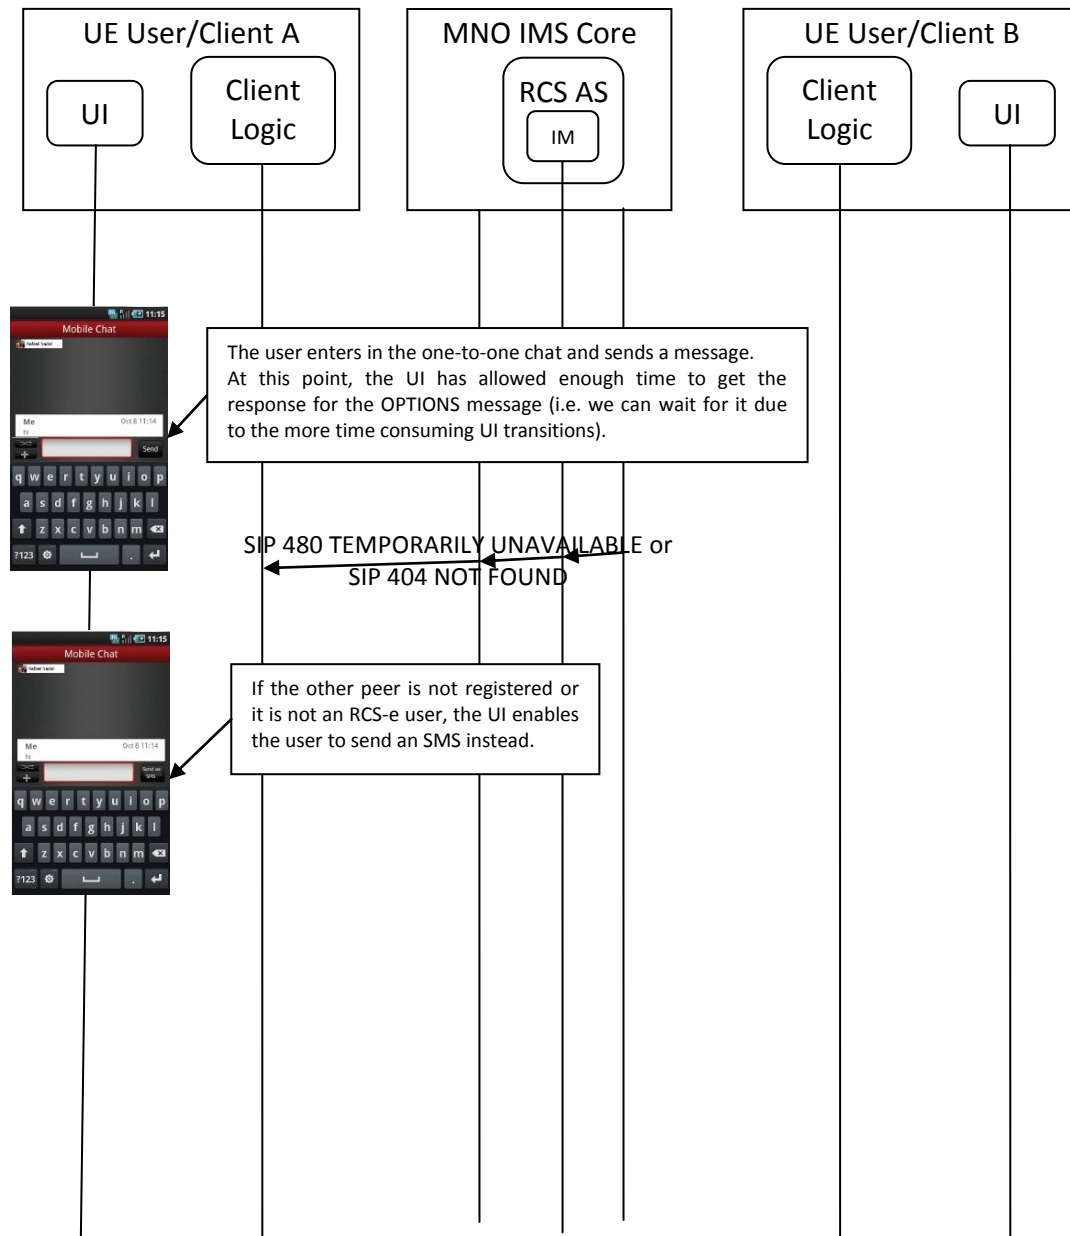 UE User/Client A
MNO IMS Core
UE User/Client B
UI
Client
Logic
RCS AS
IM
Client
Logic
UI
11:15
Mobile Chat
Me
Oct 8 11:14
hi
Send
q w e r t y u i o p
a s d f g h j k l
z x c v b n m
?123
.
The user enters in the one-to-one chat and sends a message.
At this point, the UI has allowed enough time to get the
response for the OPTIONS message (i.e. we can wait for it due
to the more time consuming UI transitions).
SIP 480 TEMPORARILY UNAVAILABLE or
SIP 404 NOT FOUND
11:15
Mobile Chat
Me
Oct 8 11:14
hi
Send as
SMS
q w e r t y u i o p
a s d f g h j k l
z x c v b n m
?123
.
If the other peer is not registered or
it is not an RCS-e user, the UI enables
the user to send an SMS instead.